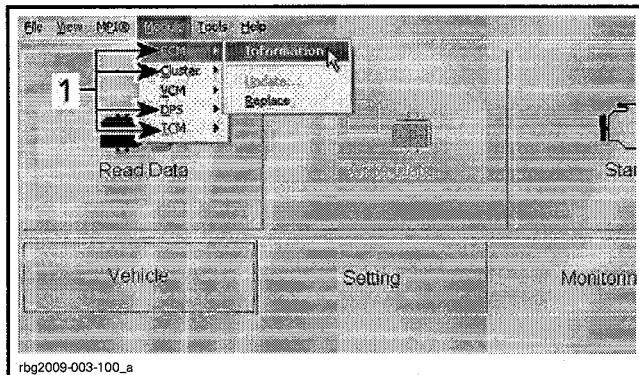 File View MPI® Tools Help
ECM Information
Cluster Update...
1
VCM Replace
DPS
TCM
Read Data
Star
Vehicle Setting Monitorin
rbg2009-003-100_a